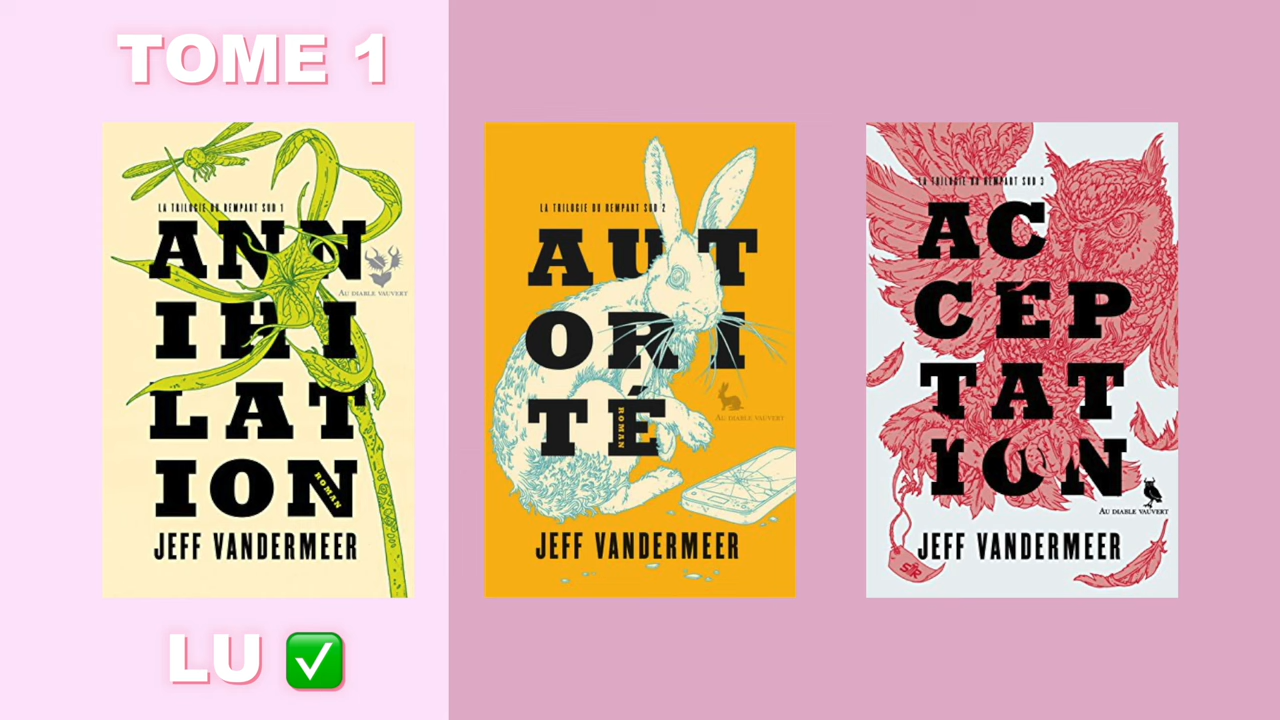 TOME 1
LA TRILOGIE DU REMPART SUD 1
ANN
IHI
LAT
ION
ROMAN
AU DIABLE VAUVERT
JEFF VANDERMEER
LU
LA TRILOGIE DU REMPART SUD 2
AUT
ORI
TÉ
ROMAN
AU DIABLE VAUVERT
JEFF VANDERMEER
LA TRILOGIE DU REMPART SUD 3
AC
CEP
TAT
ION
AU DIABLE VAUVERT
JEFF VANDERMEER
S/R